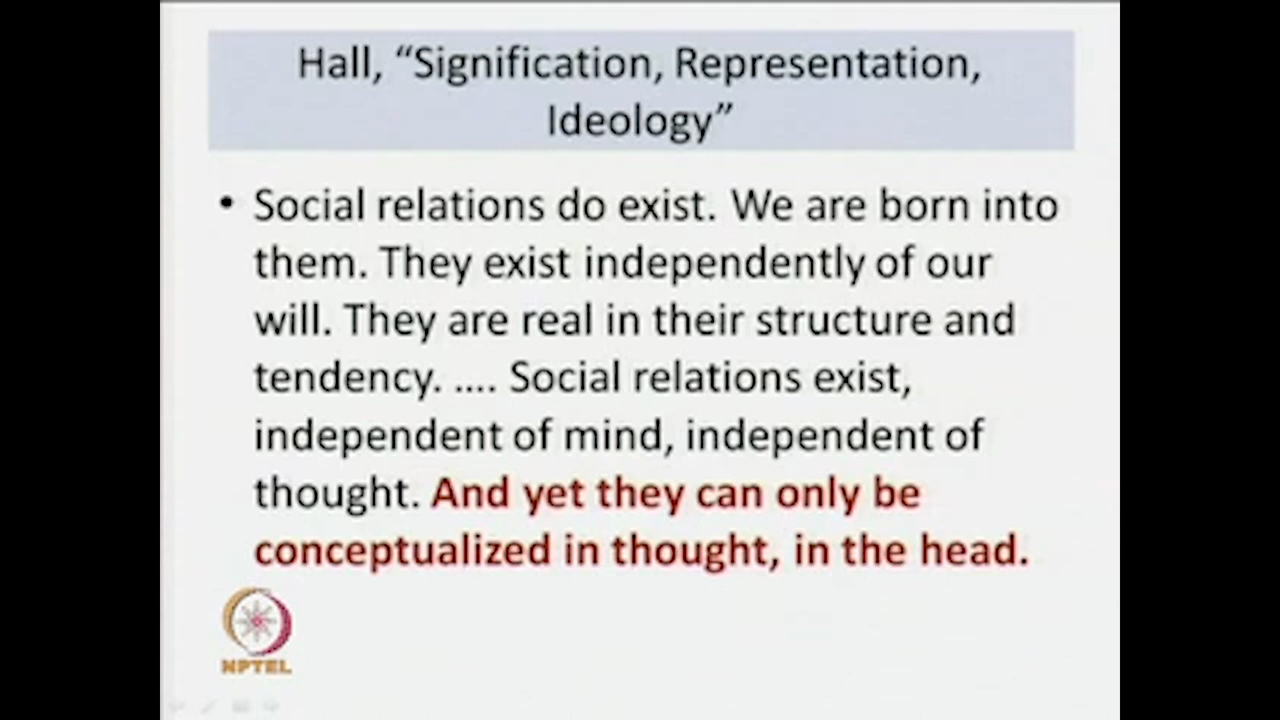 Hall, “Signification, Representation,
Ideology”
• Social relations do exist. We are born into
them. They exist independently of our
will. They are real in their structure and
tendency. .... Social relations exist,
independent of mind, independent of
thought. And yet they can only be
conceptualized in thought, in the head.
NPTEL